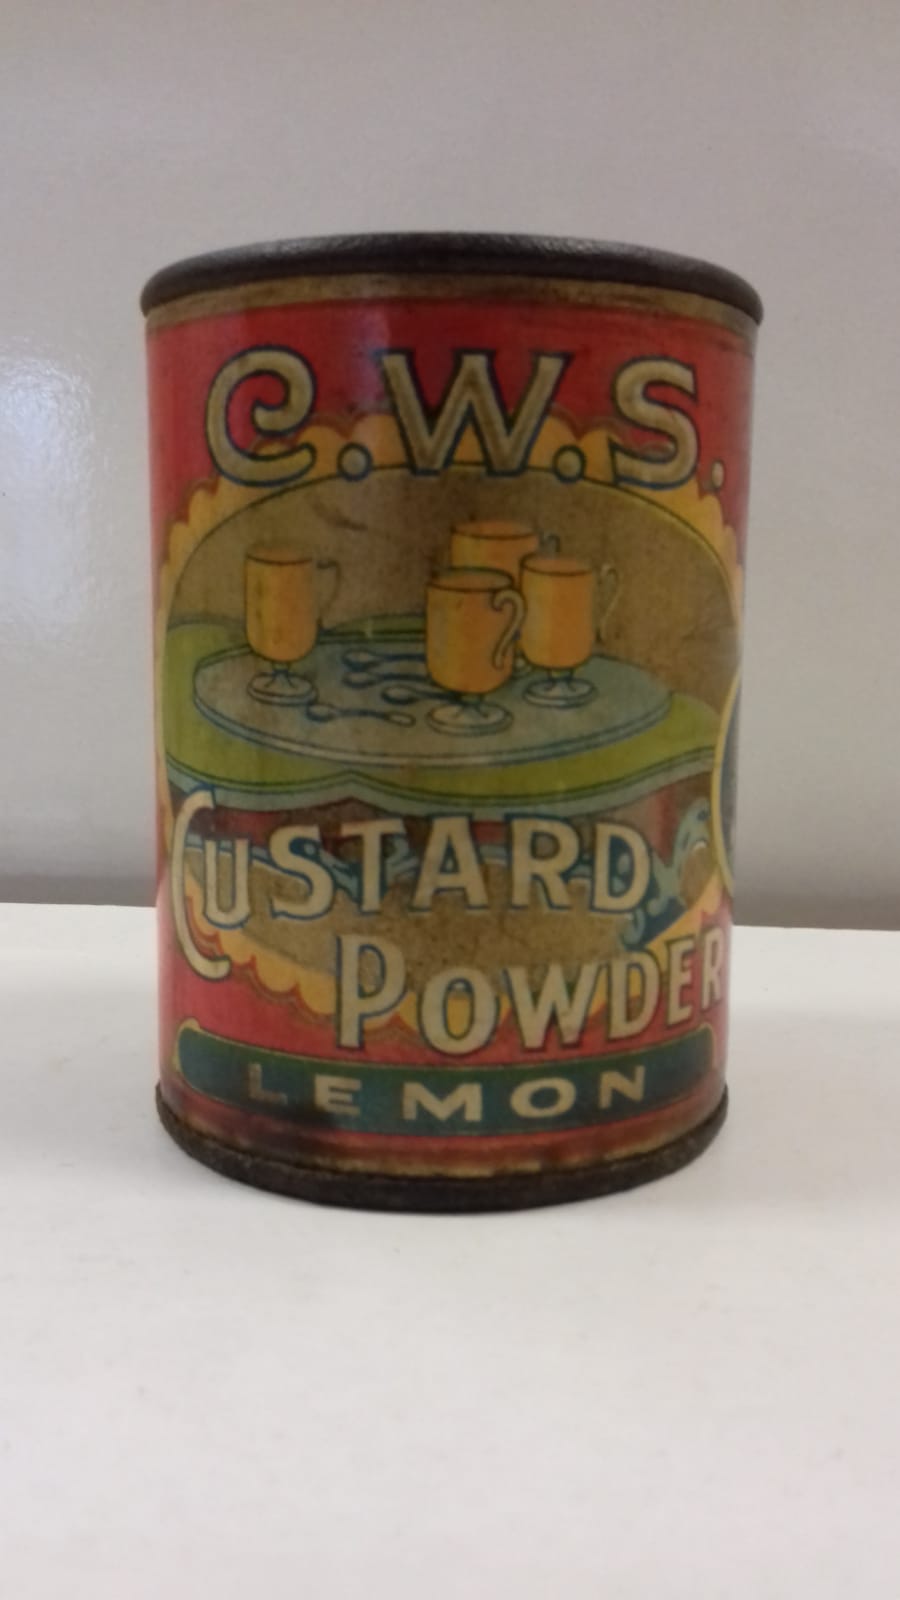 C.W.S.
CUSTARD
POWDER
LEMON